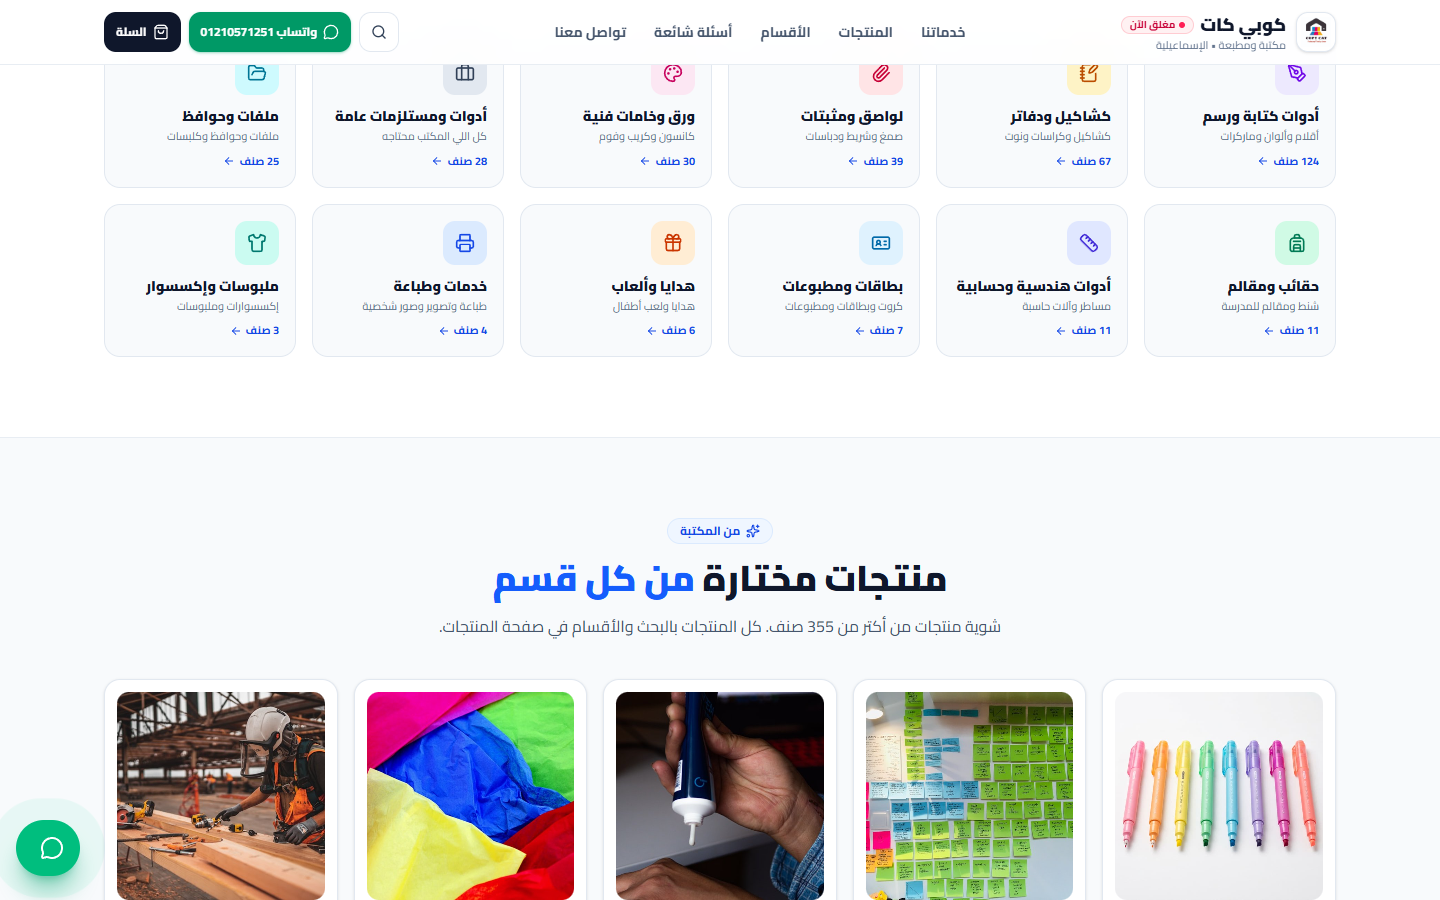 كوبي كات
مغلق الآن
مكتبة ومطبعة • الإسماعيلية
خدماتنا
المنتجات
الأقسام
أسئلة شائعة
تواصل معنا
واتساب 01210571251
السلة
أدوات كتابة ورسم
أقلام وألوان وماركرات
124 صنف
كشاكيل ودفاتر
كشاكيل وكراسات ونوت
67 صنف
لواصق ومثبتات
صمغ وشريط ودباسات
39 صنف
ورق وخامات فنية
كانسون وكريب وفوم
30 صنف
أدوات ومستلزمات عامة
كل اللي المكتب محتاجه
28 صنف
ملفات وحوافظ
ملفات وحوافظ وكلبسات
25 صنف
حقائب ومقالم
شنط ومقالم للمدرسة
11 صنف
أدوات هندسية وحسابية
مساطر وآلات حاسبة
11 صنف
بطاقات ومطبوعات
كروت وبطاقات ومطبوعات
7 صنف
هدايا وألعاب
هدايا ولعب أطفال
6 صنف
خدمات وطباعة
طباعة وتصوير وصور شخصية
4 صنف
ملبوسات وإكسسوار
إكسسوارات وملبوسات
3 صنف
من المكتبة
منتجات مختارة من كل قسم
شوية منتجات من أكتر من 355 صنف. كل المنتجات بالبحث والأقسام في صفحة المنتجات.